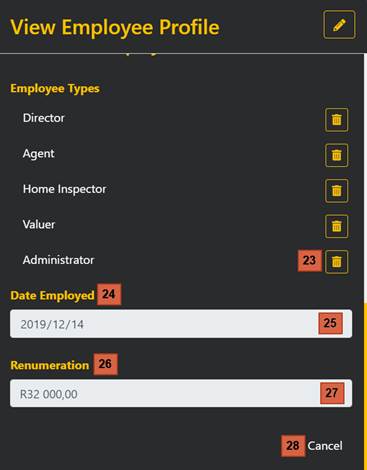 View Employee Profile
Employee Types
Director
Agent
Home Inspector
Valuer
Administrator 23
Date Employed 24
2019/12/14 25
Renumeration 26
R32 000,00 27
28 Cancel